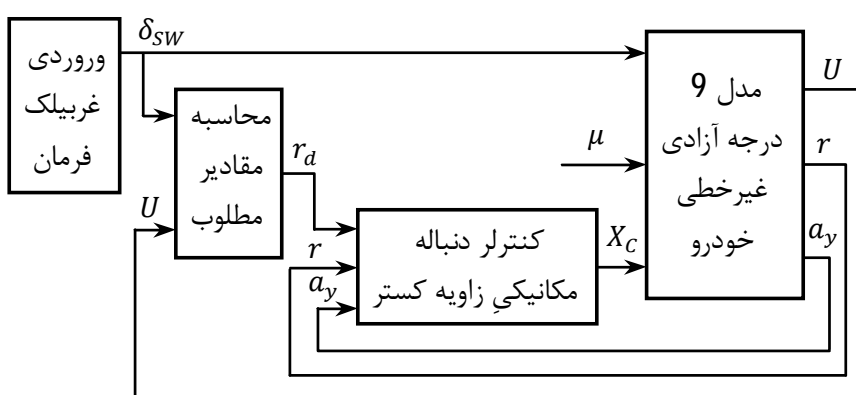 δ_SW
وروردی
غربیلک
فرمان
محاسبه
مقادیر
مطلوب
U
r_d
r
a_y
کنترلر دنباله
مکانیکیِ زاویه کستر
X_C
μ
مدل 9
درجه آزادی
غیرخطی
خودرو
U
r
a_y